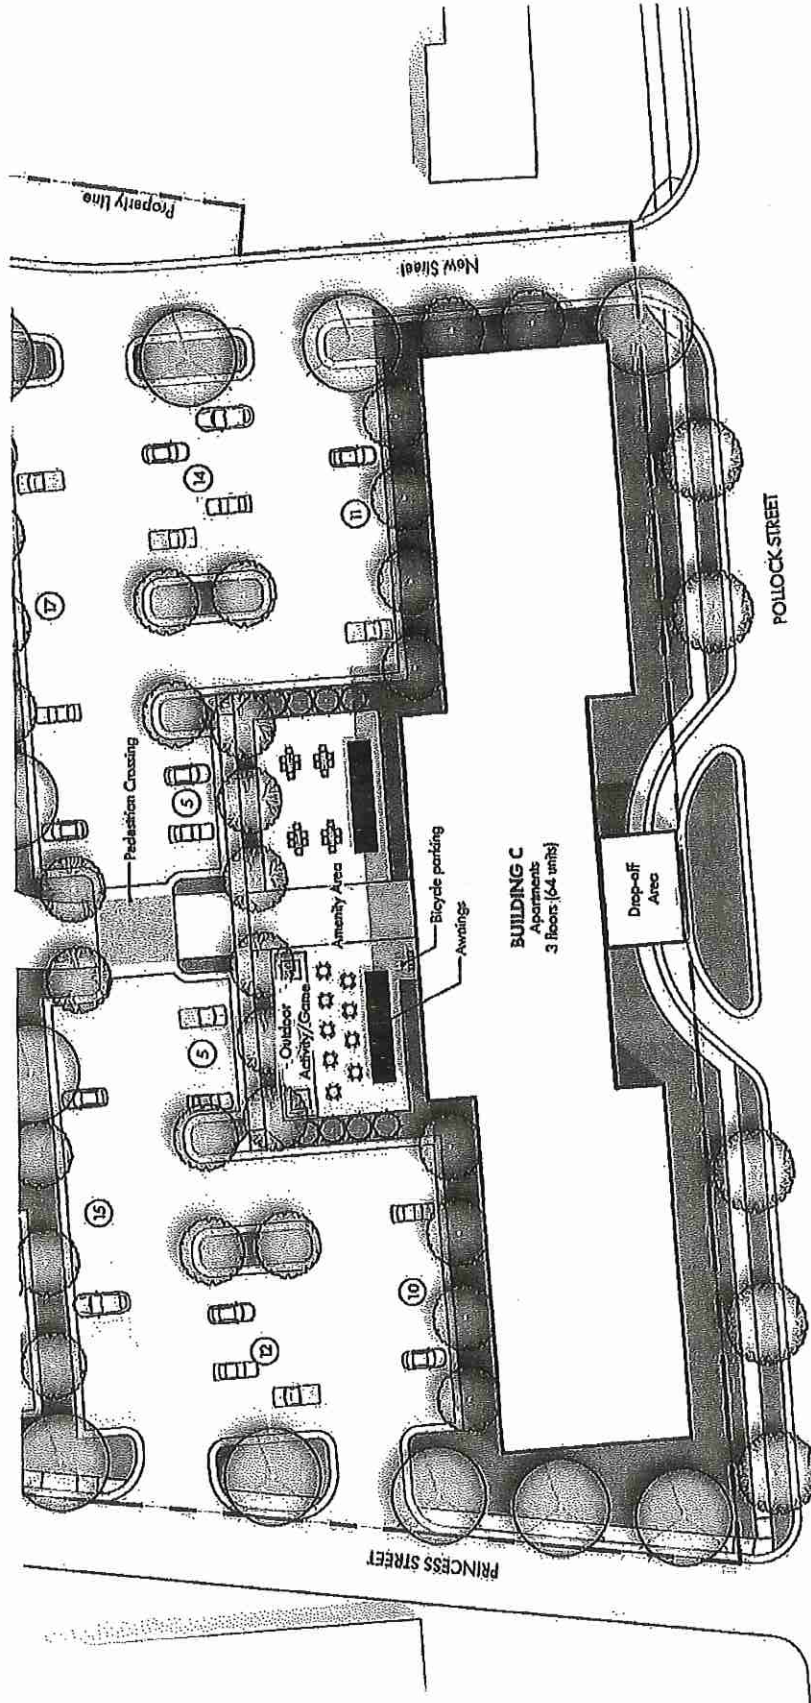 Property Line
New Street
14
11
17
Pedestrian Crossing
5
Amenity Area
Bicycle parking
Awnings
BUILDING C
Apartments
3 floors (64 units)
Drop-off
Area
POLLOCK STREET
Outdoor
Activity/Game
5
15
12
10
PRINCESS STREET